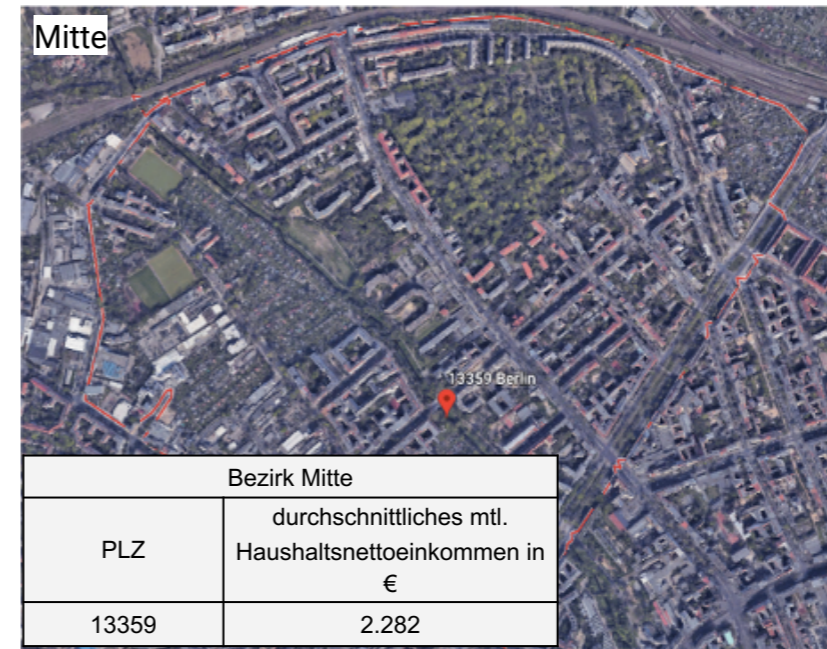 Mitte
13359 Berlin
Bezirk Mitte
PLZ
durchschnittliches mtl.
Haushaltsnettoeinkommen in
€
13359
2.282